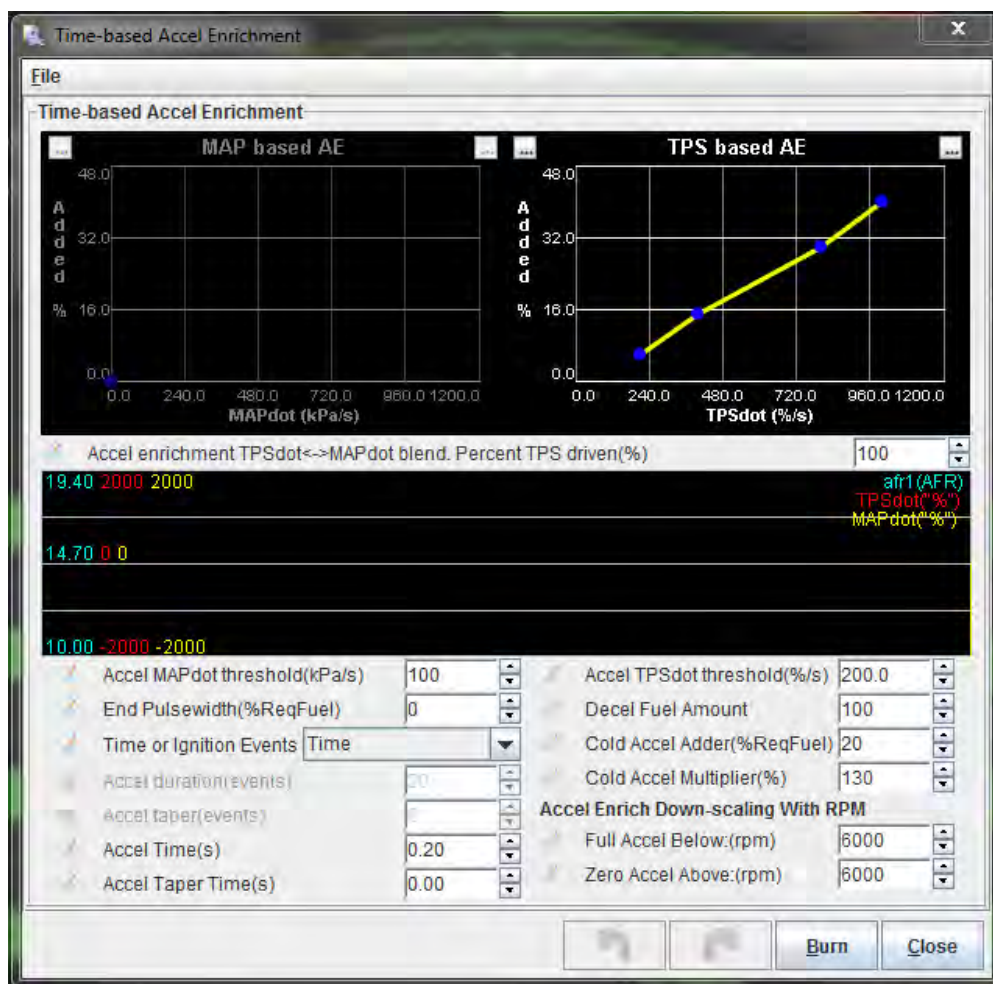 Time-based Accel Enrichment
x
File
Time-based Accel Enrichment
... MAP based AE ...
48.0
Added %
32.0
16.0
0.0
0.0 240.0 480.0 720.0 960.0 1200.0
MAPdot (kPa/s)
... TPS based AE ...
48.0
Added %
32.0
16.0
0.0
0.0 240.0 480.0 720.0 960.0 1200.0
TPSdot (%/s)
Accel enrichment TPSdot<->MAPdot blend. Percent TPS driven(%) 100
19.40 2000 2000 afr1(AFR)
TPSdot("%")
MAPdot("%")
14.70 0 0
10.00 -2000 -2000
Accel MAPdot threshold(kPa/s) 100
End Pulsewidth(%ReqFuel) 0
Time or Ignition Events Time
Accel duration(events) 20
Accel taper(events)
Accel Time(s) 0.20
Accel Taper Time(s) 0.00
Accel TPSdot threshold(%/s) 200.0
Decel Fuel Amount 100
Cold Accel Adder(%ReqFuel) 20
Cold Accel Multiplier(%) 130
Accel Enrich Down-scaling With RPM
Full Accel Below:(rpm) 6000
Zero Accel Above:(rpm) 6000
Burn Close